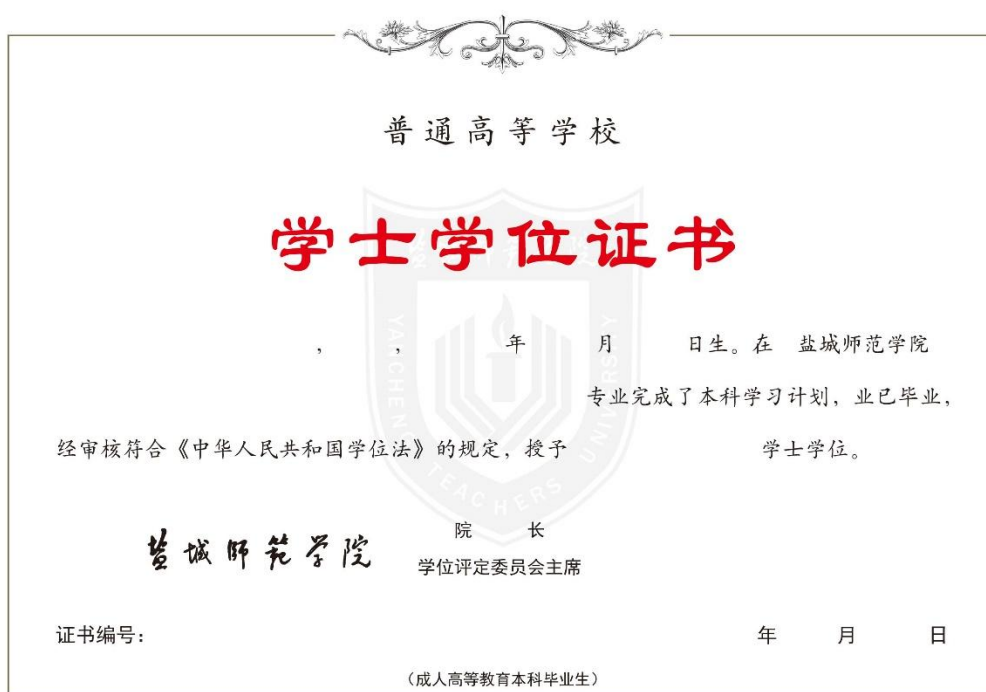 普通高等学校
学士学位证书
， ， 年 月 日生。在 盐城师范学院
专业完成了本科学习计划，业已毕业，
经审核符合《中华人民共和国学位法》的规定，授予 学士学位。
YANCHENG TEACHERS UNIVERSITY
盐城师范学院
院 长
学位评定委员会主席
证书编号： 年 月 日
（成人高等教育本科毕业生）